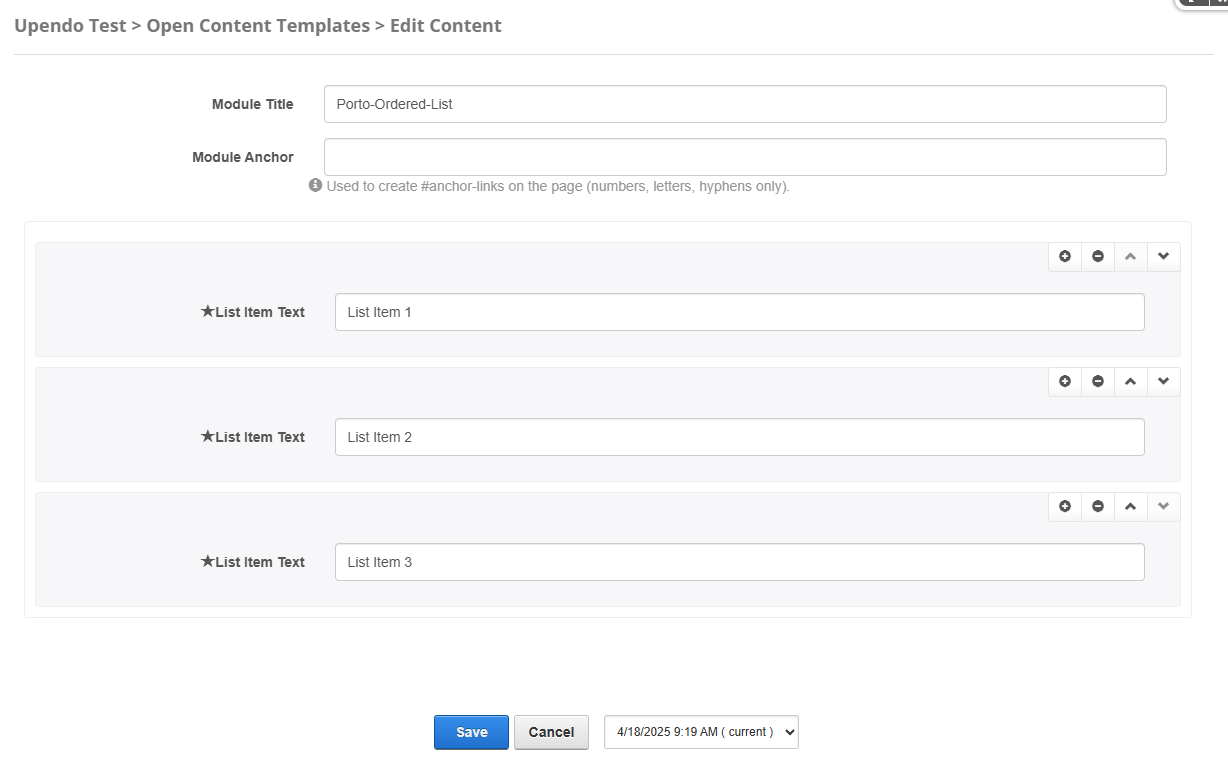 Upendo Test > Open Content Templates > Edit Content
Module Title Porto-Ordered-List
Module Anchor
Used to create #anchor-links on the page (numbers, letters, hyphens only).
★List Item Text List Item 1
★List Item Text List Item 2
★List Item Text List Item 3
Save Cancel 4/18/2025 9:19 AM ( current )